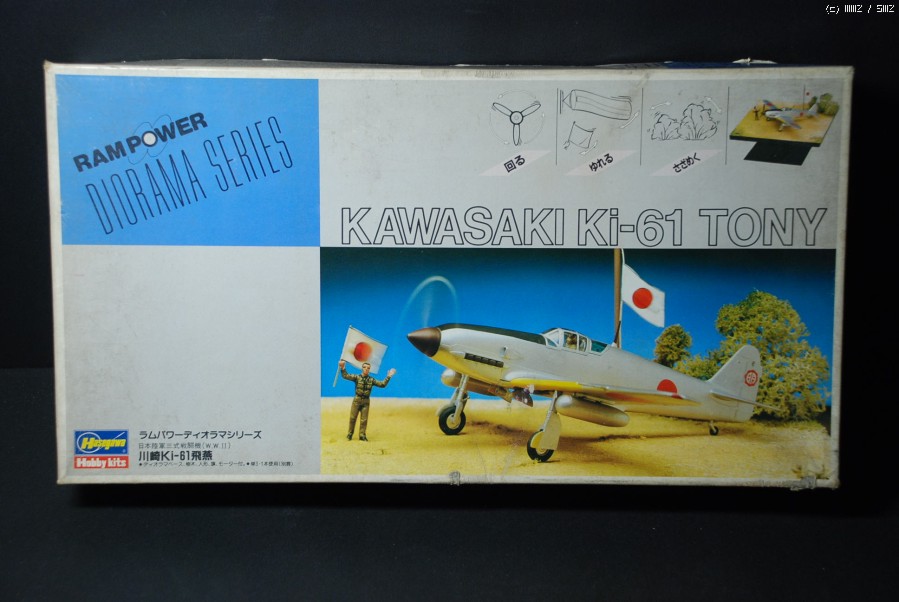 RAMPOWER
DIORAMA SERIES
回る
ゆれる
さざめく
KAWASAKI Ki-61 TONY
Hasegawa
Hobby kits
ラムパワーディオラマシリーズ
日本陸軍三式戦闘機(W.W.II)
川崎Ki-61飛燕